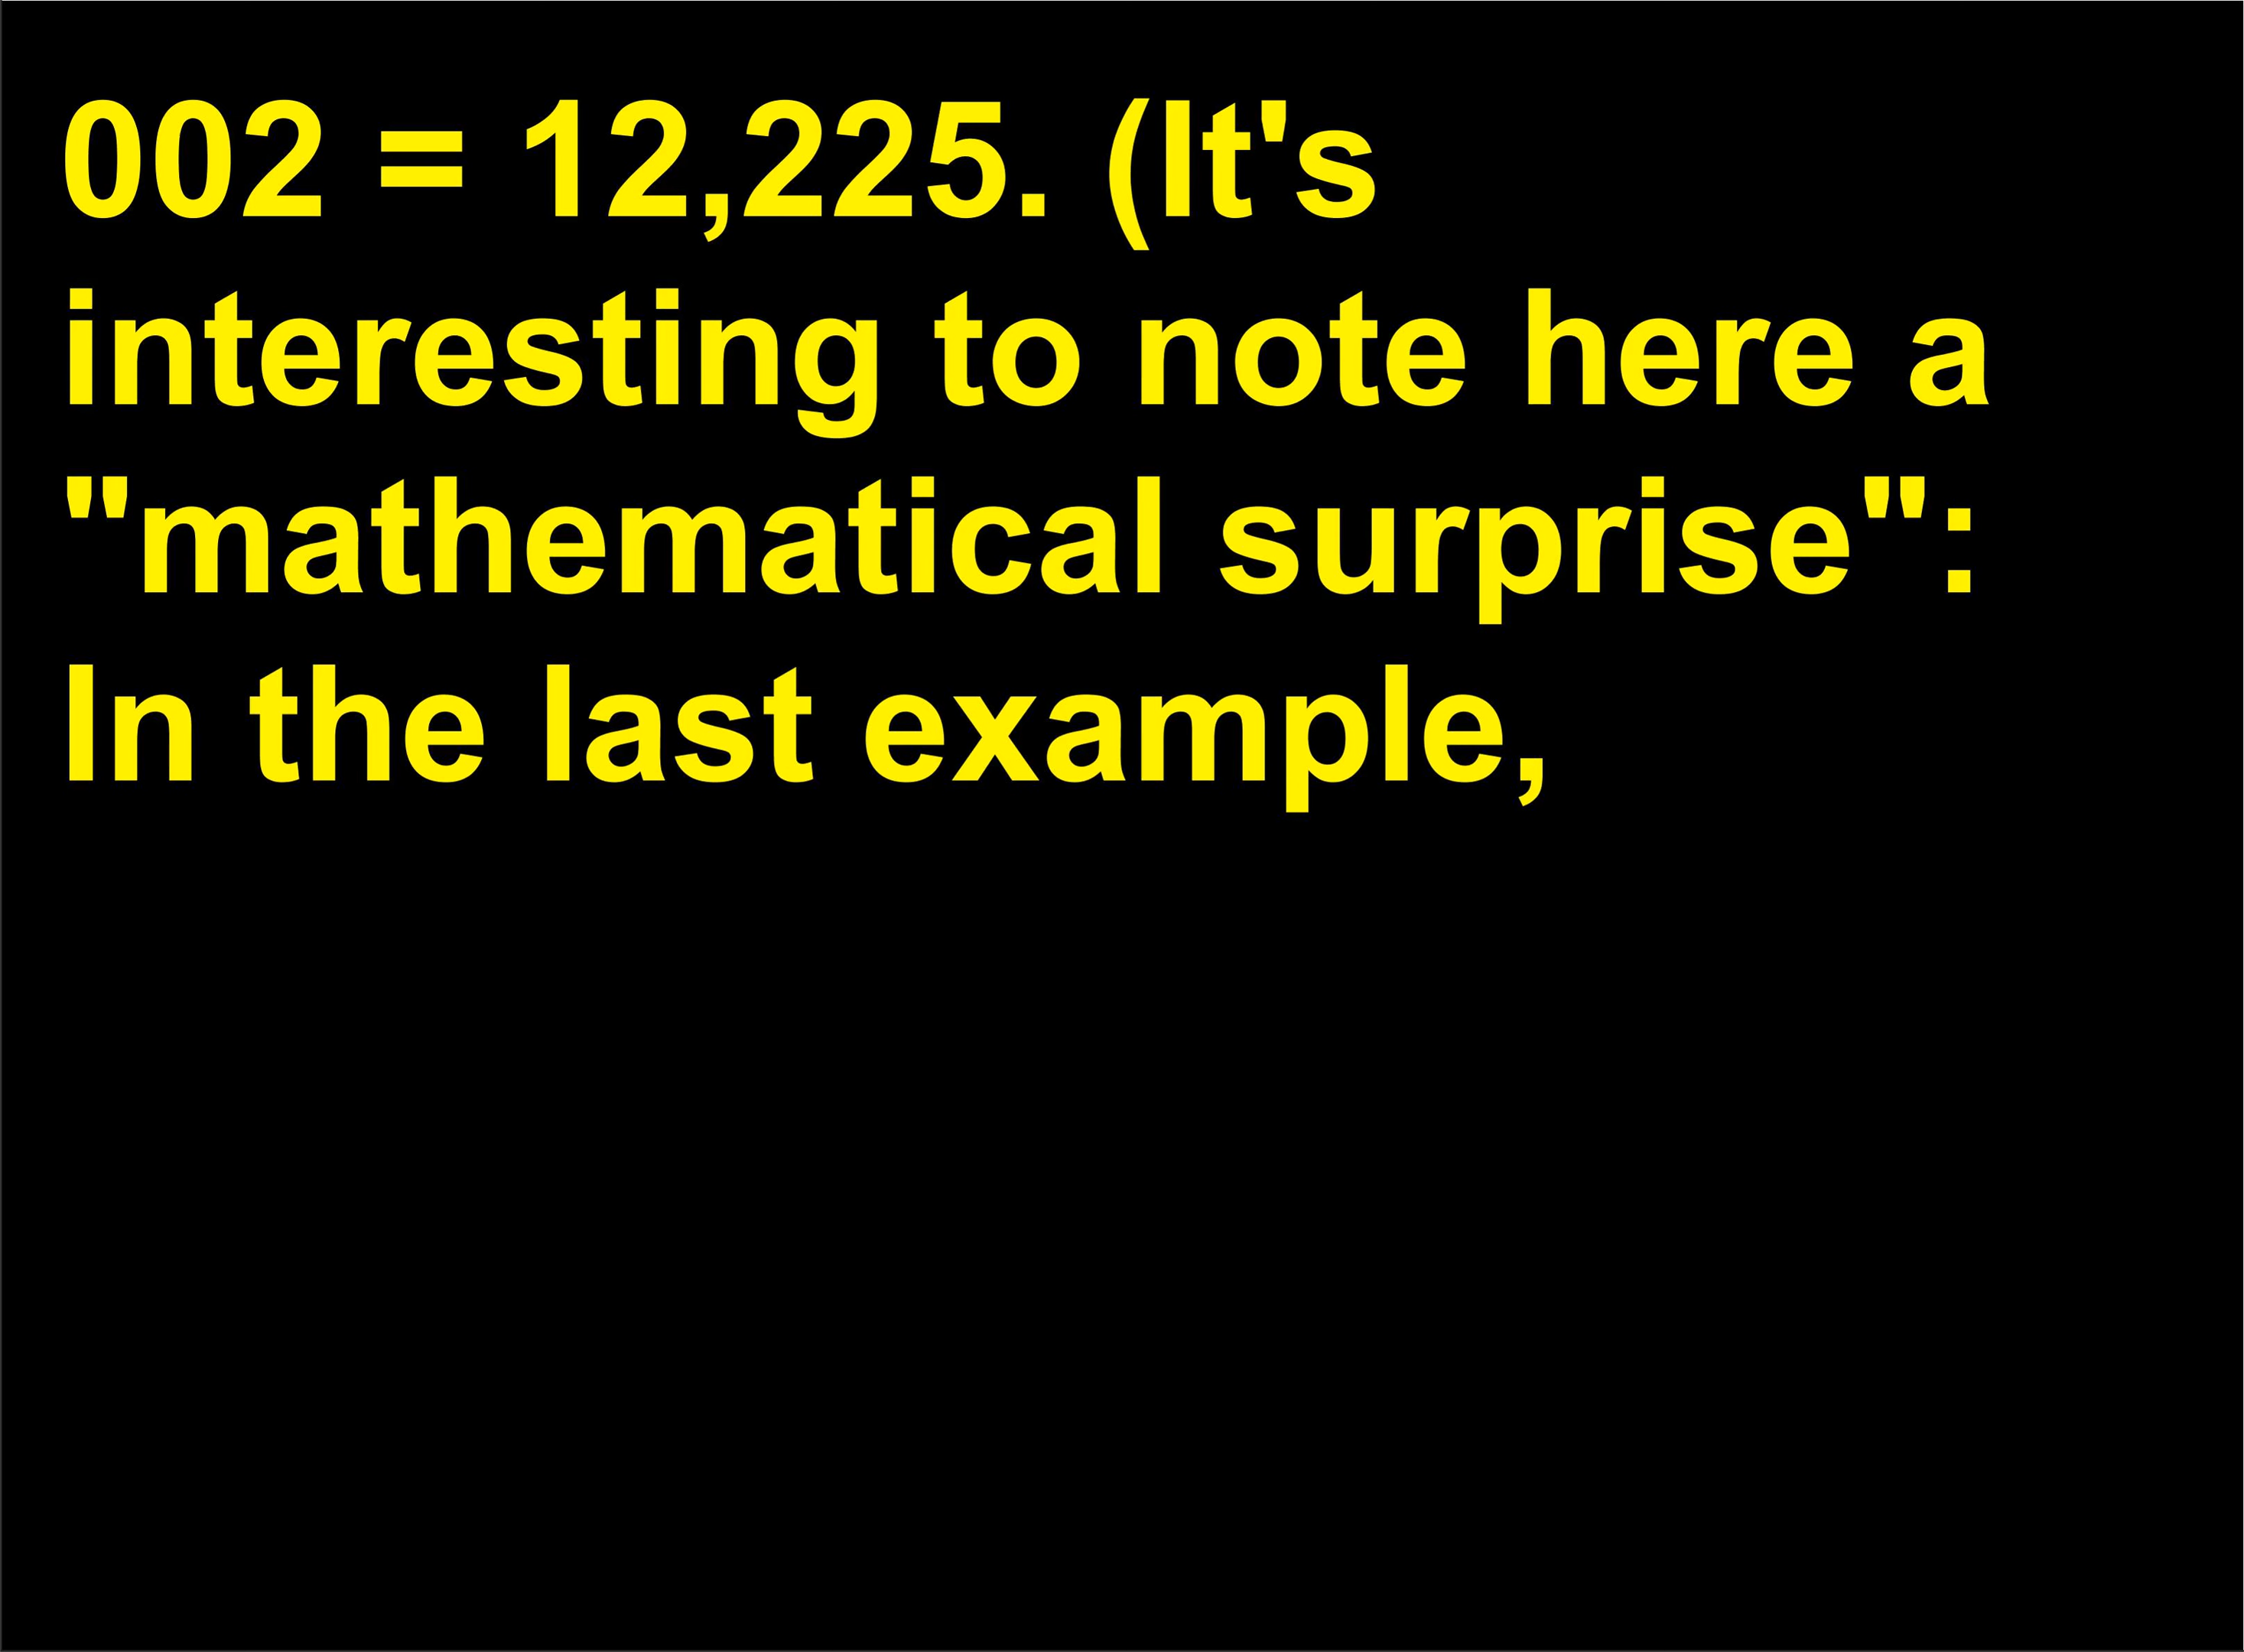 002 = 12,225. (It's
interesting to note here a
"mathematical surprise":
In the last example,